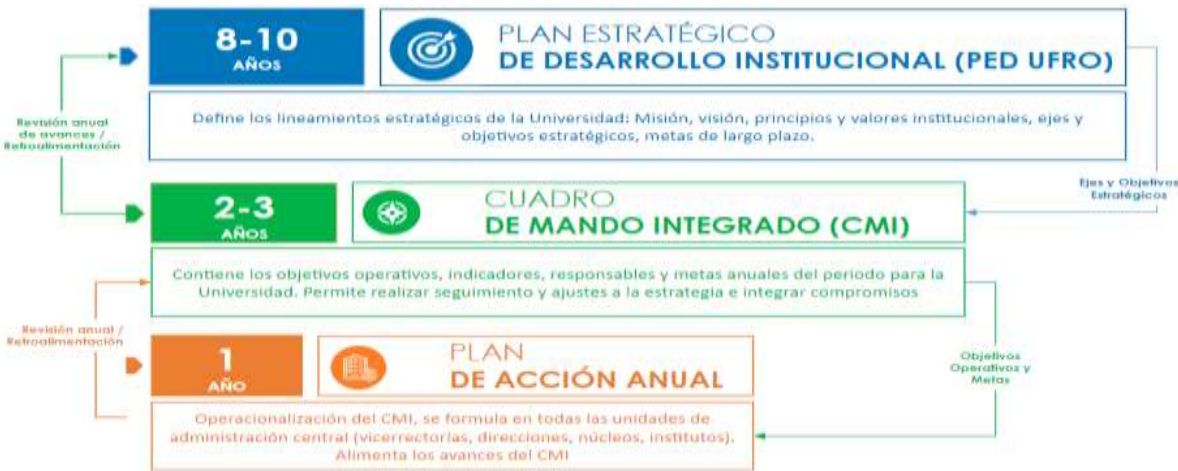 8-10
AÑOS
PLAN ESTRATÉGICO
DE DESARROLLO INSTITUCIONAL (PED UFRO)
Define los lineamientos estratégicos de la Universidad: Misión, visión, principios y valores institucionales, ejes y
objetivos estratégicos, metas de largo plazo.
Revisión anual
de avances /
Retroalimentación
Ejes y Objetivos
Estratégicos
2-3
AÑOS
CUADRO
DE MANDO INTEGRADO (CMI)
Contiene los objetivos operativos, indicadores, responsables y metas anuales del periodo para la
Universidad. Permite realizar seguimiento y ajustes a la estrategia e integrar compromisos
Revisión anual /
Retroalimentación
Objetivos
Operativos y
Metas
1
AÑO
PLAN
DE ACCIÓN ANUAL
Operacionalización del CMI, se formula en todas las unidades de
administración central (vicerrectorías, direcciones, núcleos, institutos).
Alimenta los avances del CMI